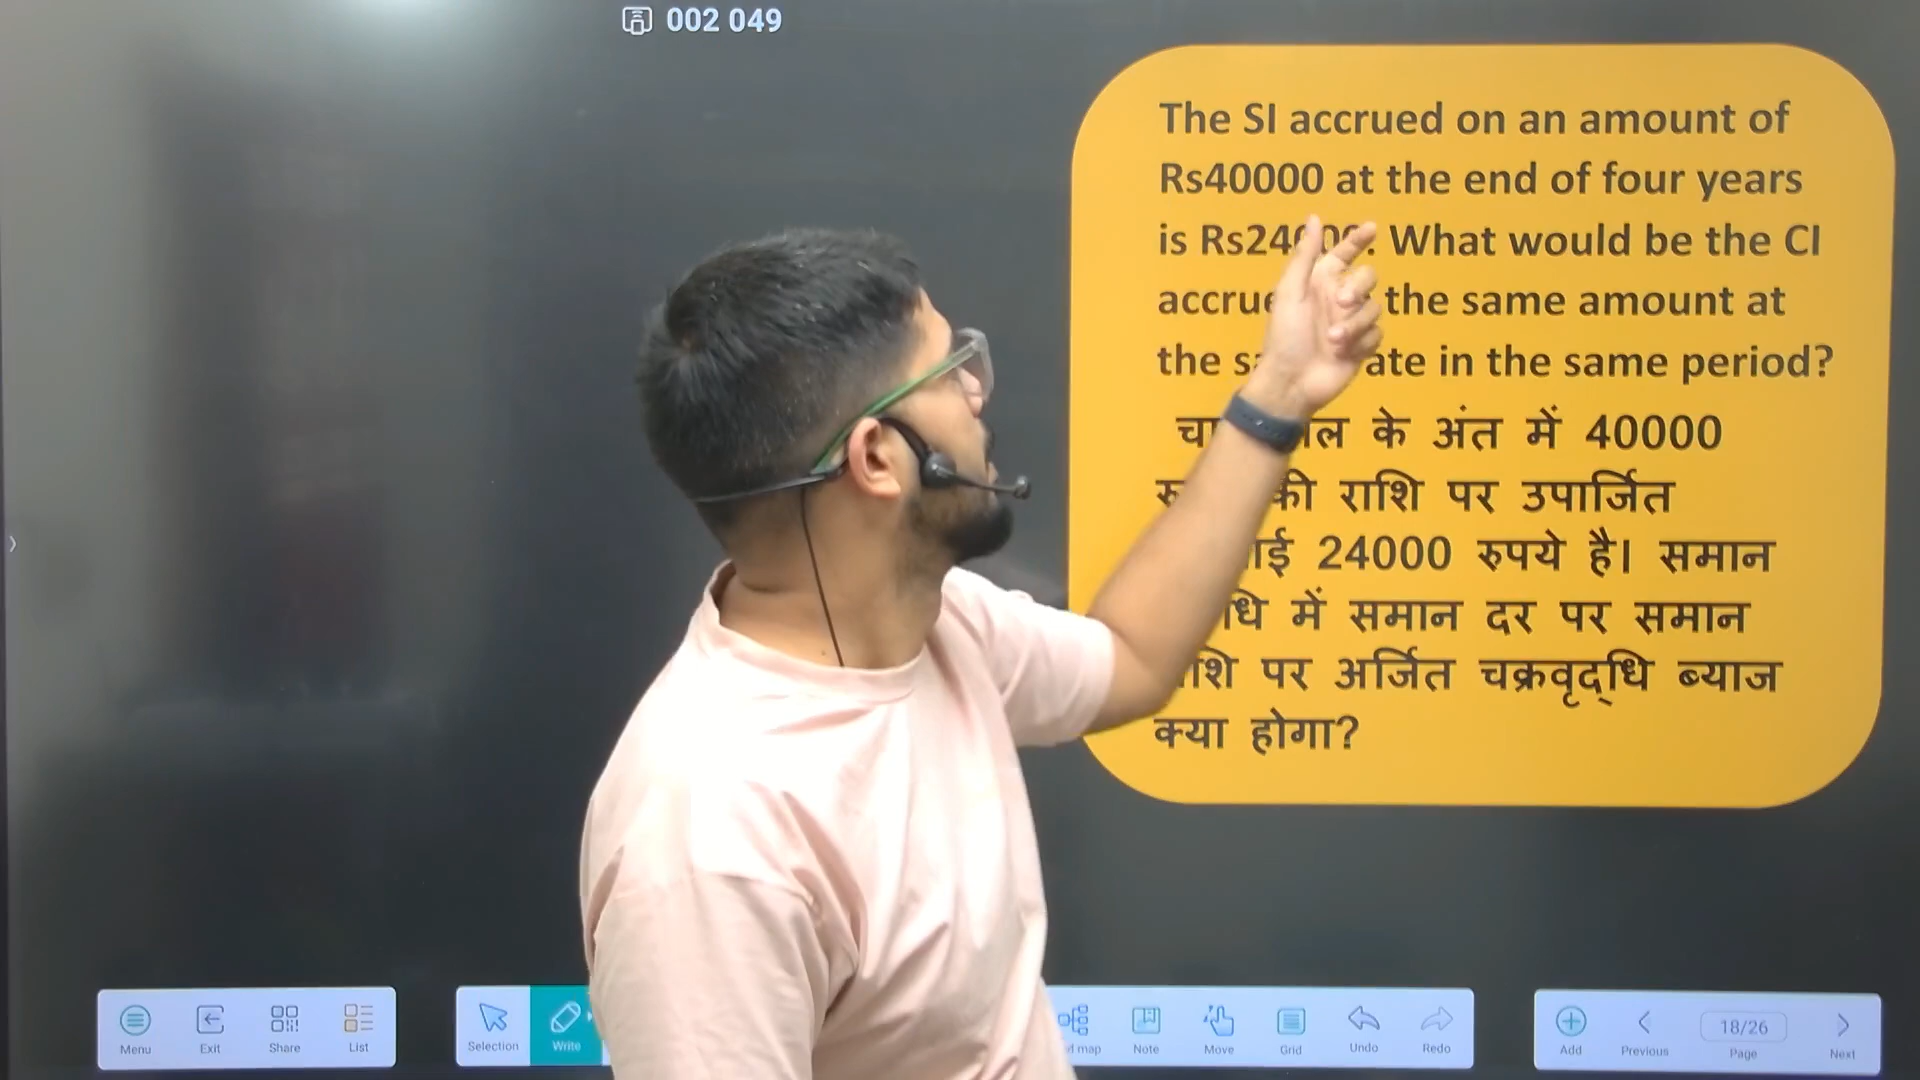 002 049
The SI accrued on an amount of
Rs40000 at the end of four years
is What would be the CI
the same amount at
the in the same period?
के अंत में 40000
की राशि पर उपार्जित
24000 रुपये है। समान
में समान दर पर समान
पर अर्जित चक्रवृद्धि ब्याज
क्या होगा?
Menu
Exit
Share
List
Selection
Write
map
Note
Move
Grid
Undo
Redo
Add
Previous
18/26
Page
Next